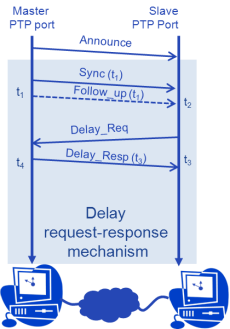 Master Slave
PTP port PTP port
Announce
Sync (t₁)
t₁ Follow_up (t₁) t₂
Delay_Req
Delay_Resp (t₃)
t₄ t₃
Delay
request-response
mechanism